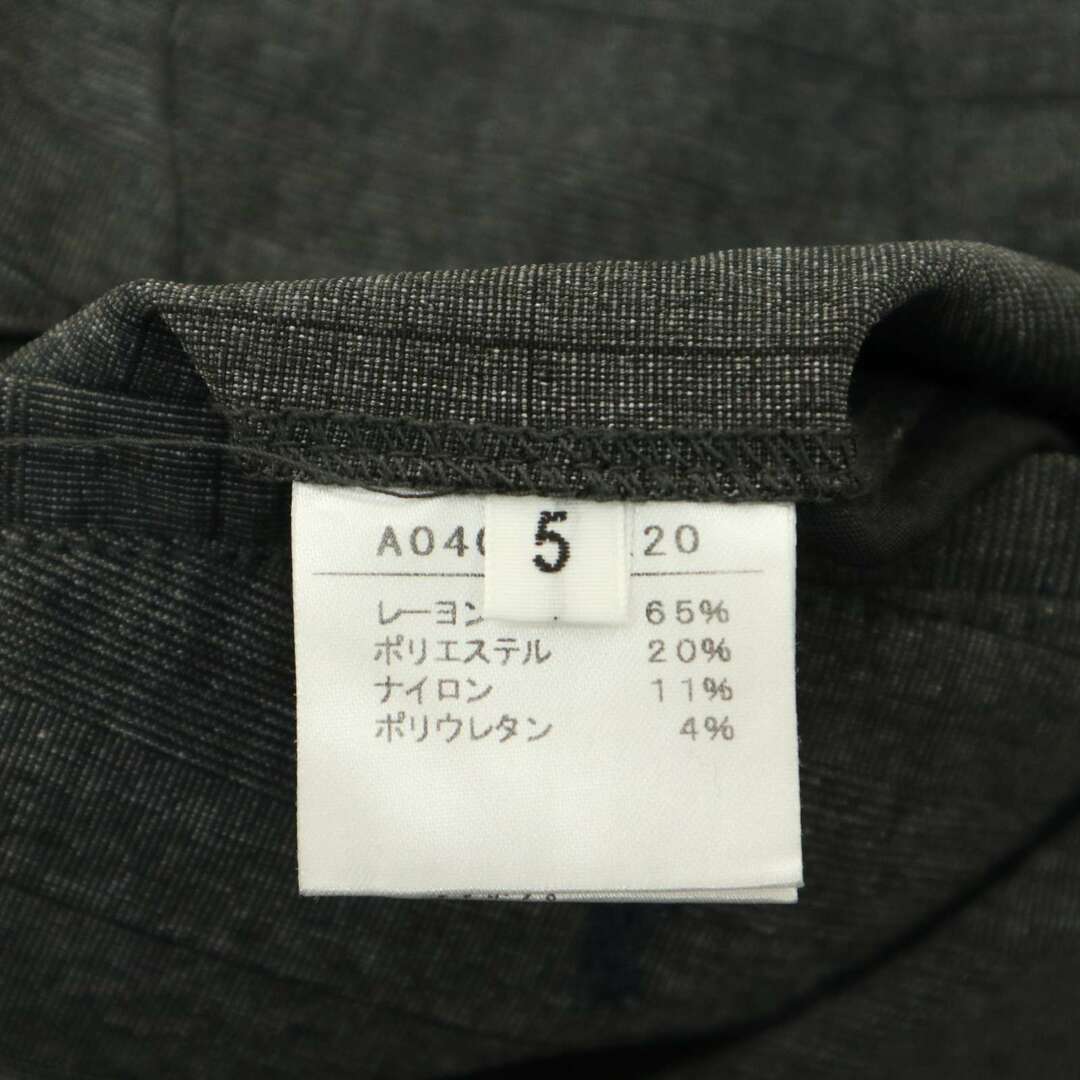 5
20
レーヨン 65%
ポリエステル 20%
ナイロン 11%
ポリウレタン 4%